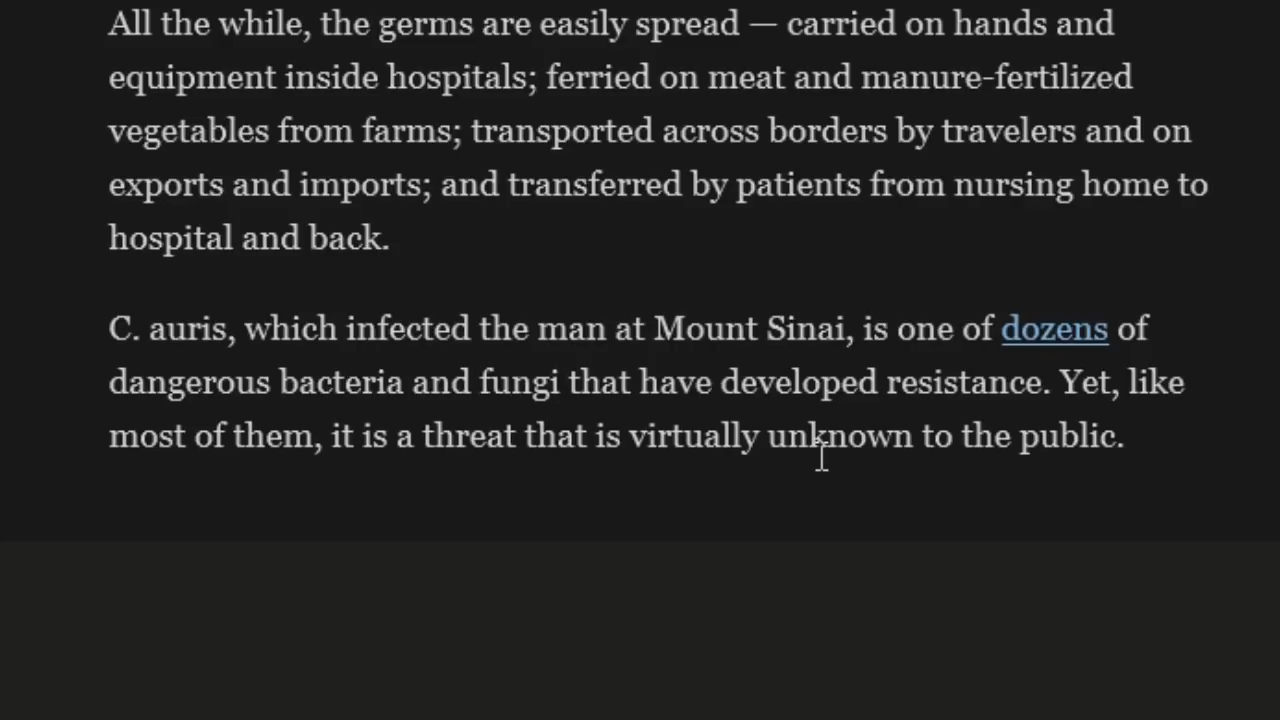 All the while, the germs are easily spread — carried on hands and
equipment inside hospitals; ferried on meat and manure-fertilized
vegetables from farms; transported across borders by travelers and on
exports and imports; and transferred by patients from nursing home to
hospital and back.
C. auris, which infected the man at Mount Sinai, is one of dozens of
dangerous bacteria and fungi that have developed resistance. Yet, like
most of them, it is a threat that is virtually unknown to the public.